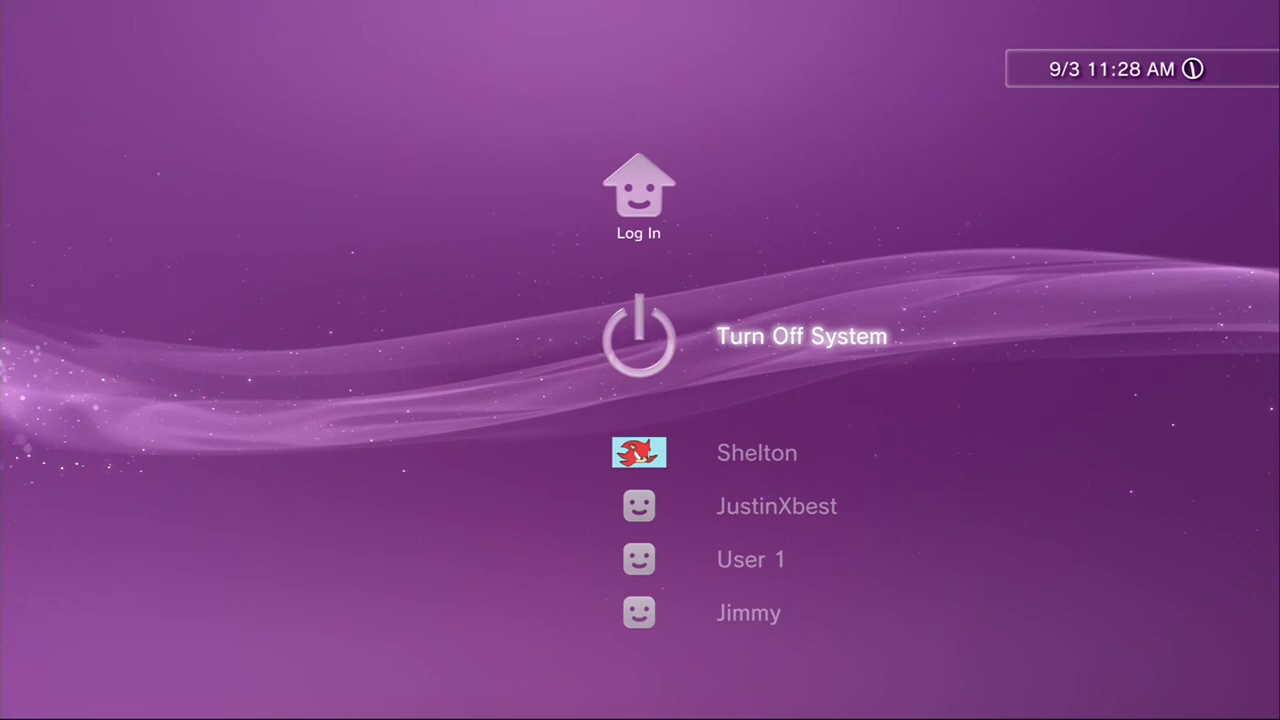 9/3 11:28 AM
Log In
Turn Off System
Shelton
JustinXbest
User 1
Jimmy